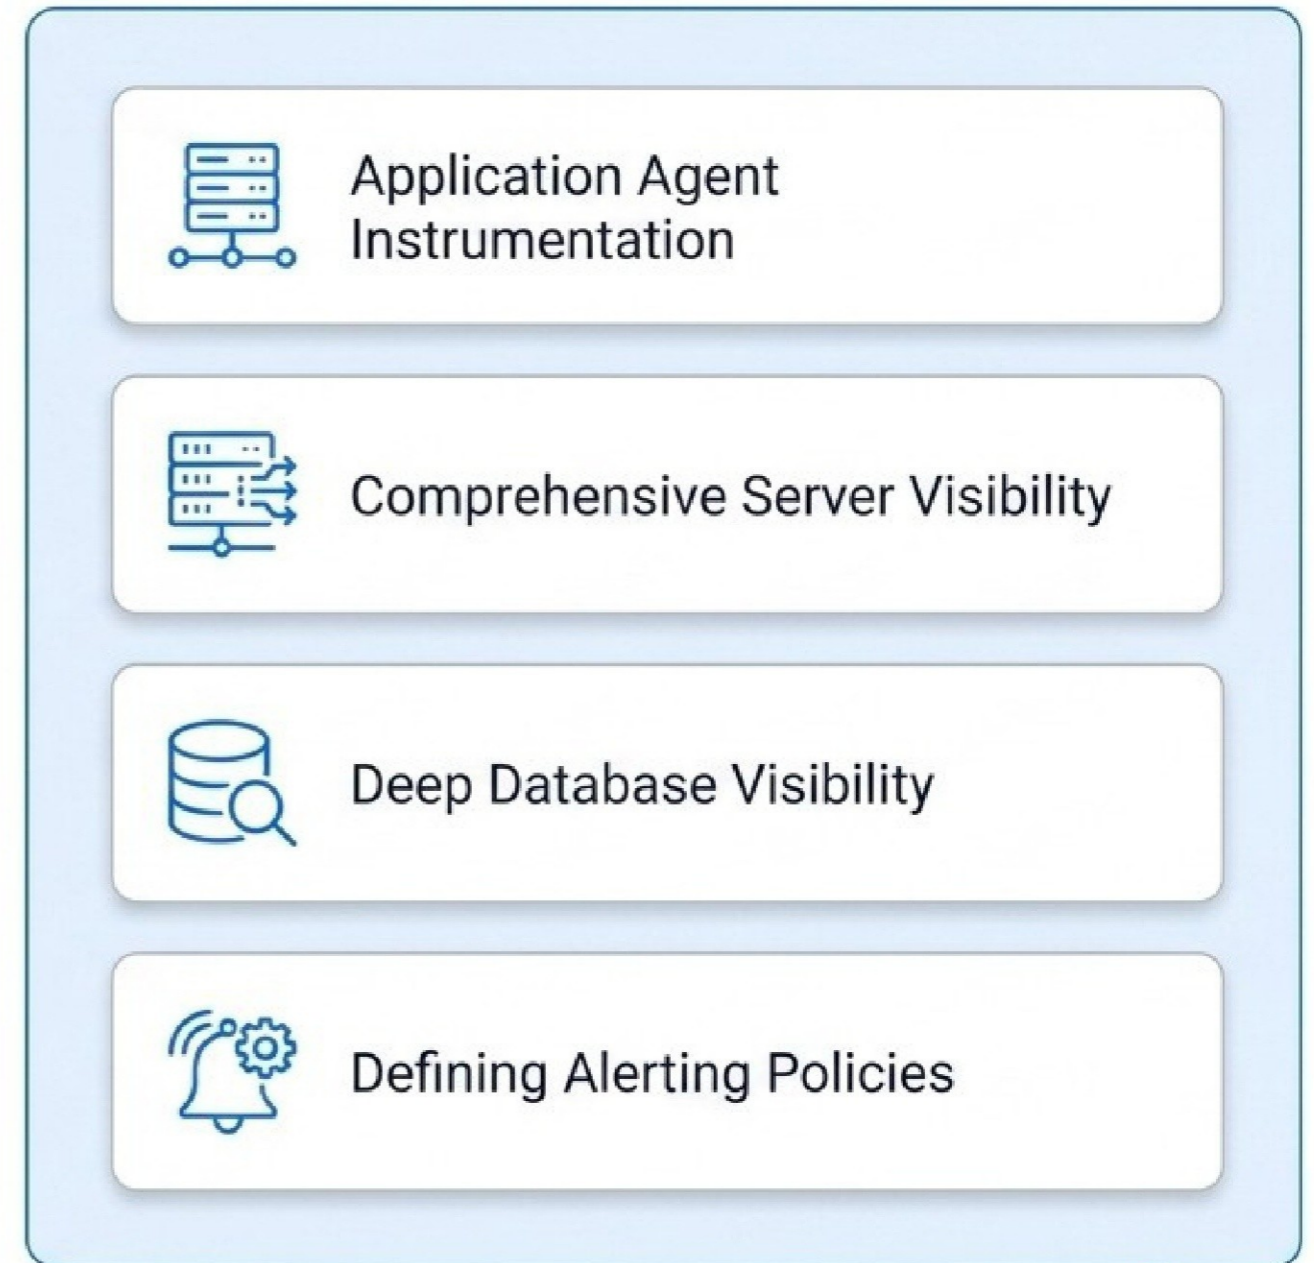 Application Agent
Instrumentation
Comprehensive Server Visibility
Deep Database Visibility
Defining Alerting Policies